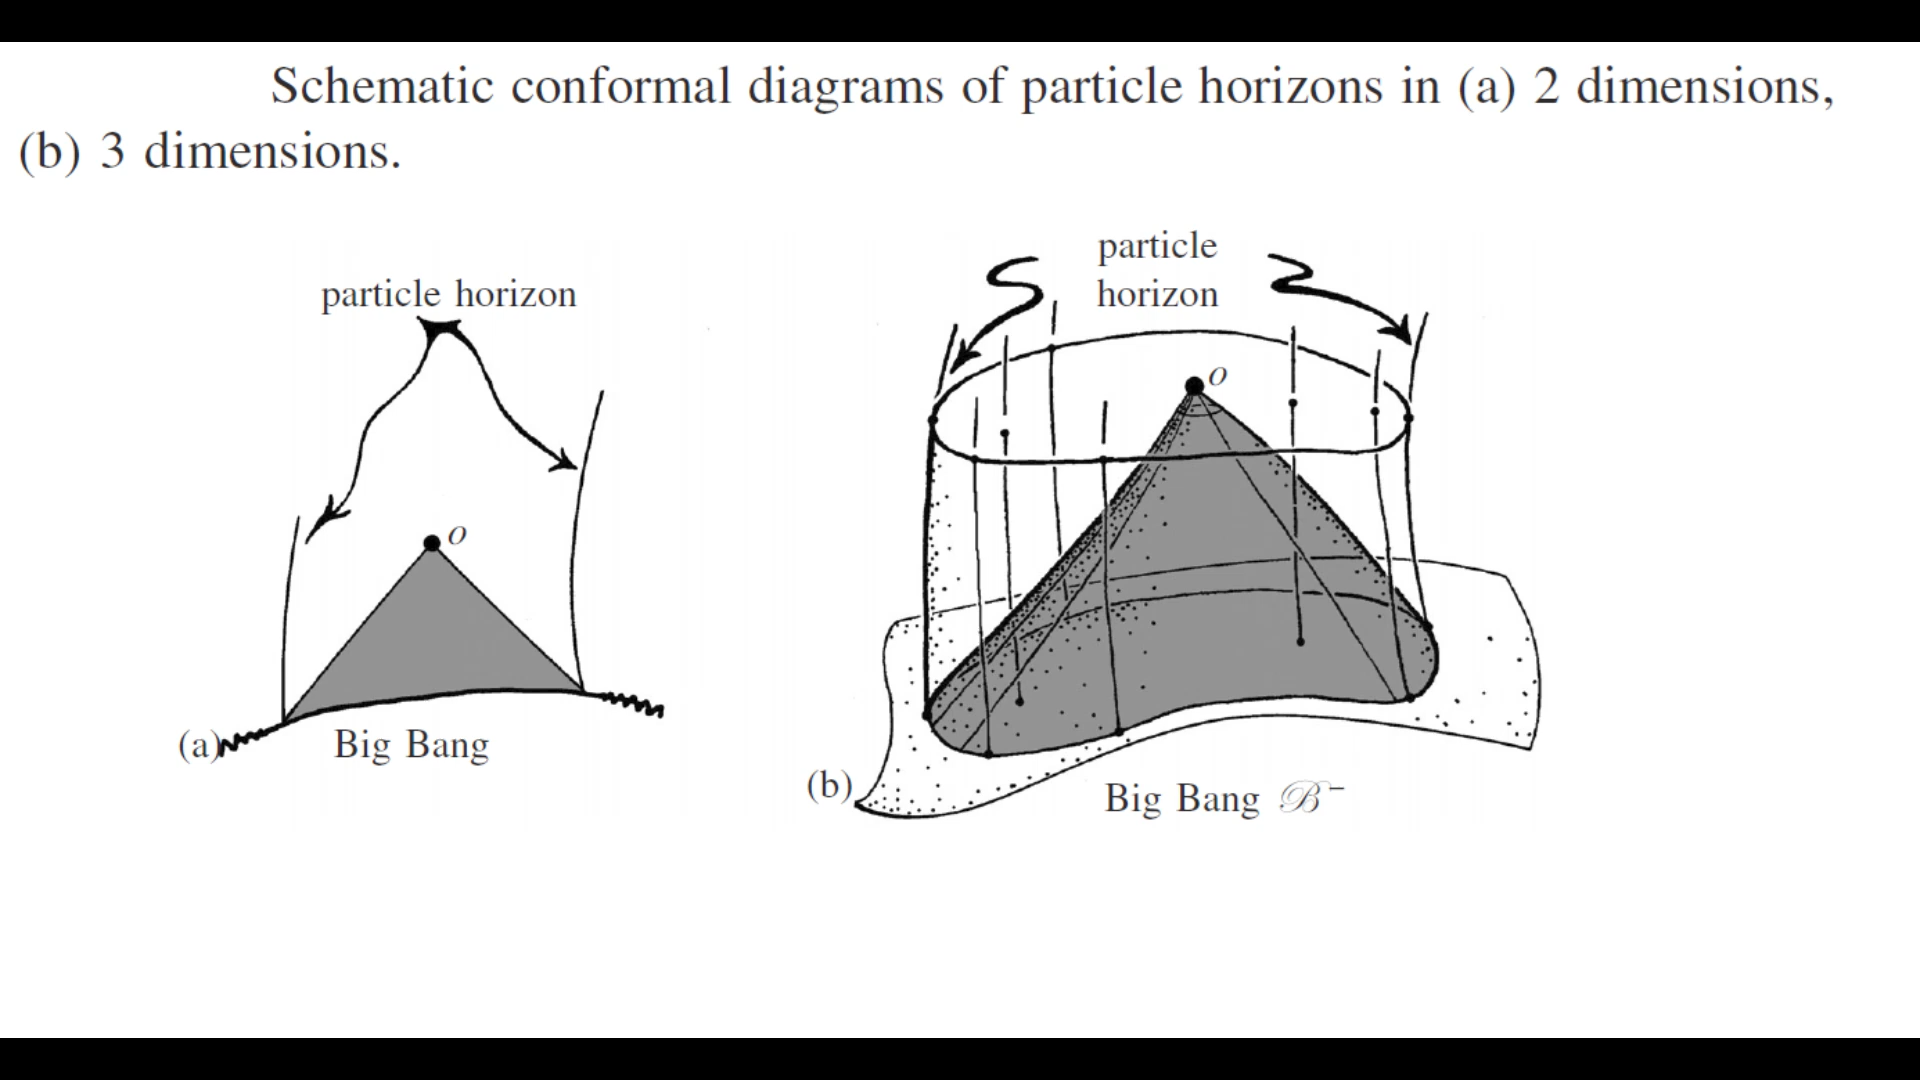 Schematic conformal diagrams of particle horizons in (a) 2 dimensions,
(b) 3 dimensions.
particle horizon
o
(a)
Big Bang
particle
horizon
o
(b)
Big Bang ℬ⁻